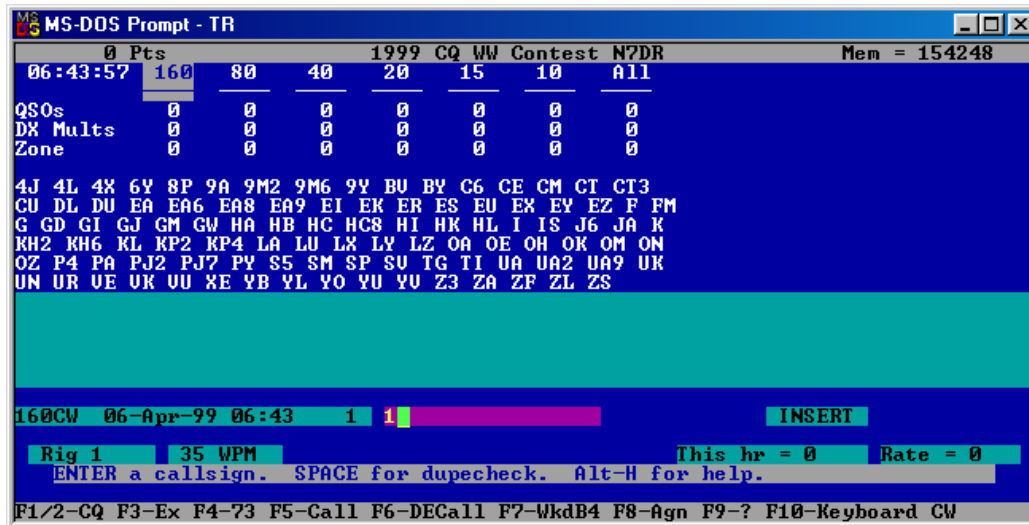 MS-DOS Prompt - TR
0 Pts 1999 CQ WW Contest N7DR Mem = 154248
06:43:57 160 80 40 20 15 10 All
QSOs 0 0 0 0 0 0 0
DX Mults 0 0 0 0 0 0 0
Zone 0 0 0 0 0 0 0
4J 4L 4X 6Y 8P 9A 9M2 9M6 9Y BV BY C6 CE CM CT CT3
CU DL DU EA EA6 EA8 EA9 EI EK ER ES EU EX EY EZ F FM
G GD GI GJ GM GW HA HB HC HC8 HI HK HL I IS J6 JA K
KH2 KH6 KL KP2 KP4 LA LU LX LY LZ OA OE OH OK OM ON
OZ P4 PA PJ2 PJ7 PY S5 SM SP SV TG TI UA UA2 UA9 UK
UN UR VE VK VU XE YB YL YO YU YV Z3 ZA ZF ZL ZS
160CW 06-Apr-99 06:43 1 1 INSERT
Rig 1 35 WPM This hr = 0 Rate = 0
ENTER a callsign. SPACE for dupecheck. Alt-H for help.
F1/2-CQ F3-Ex F4-73 F5-Call F6-DECall F7-WkdB4 F8-Agn F9-? F10-Keyboard CW